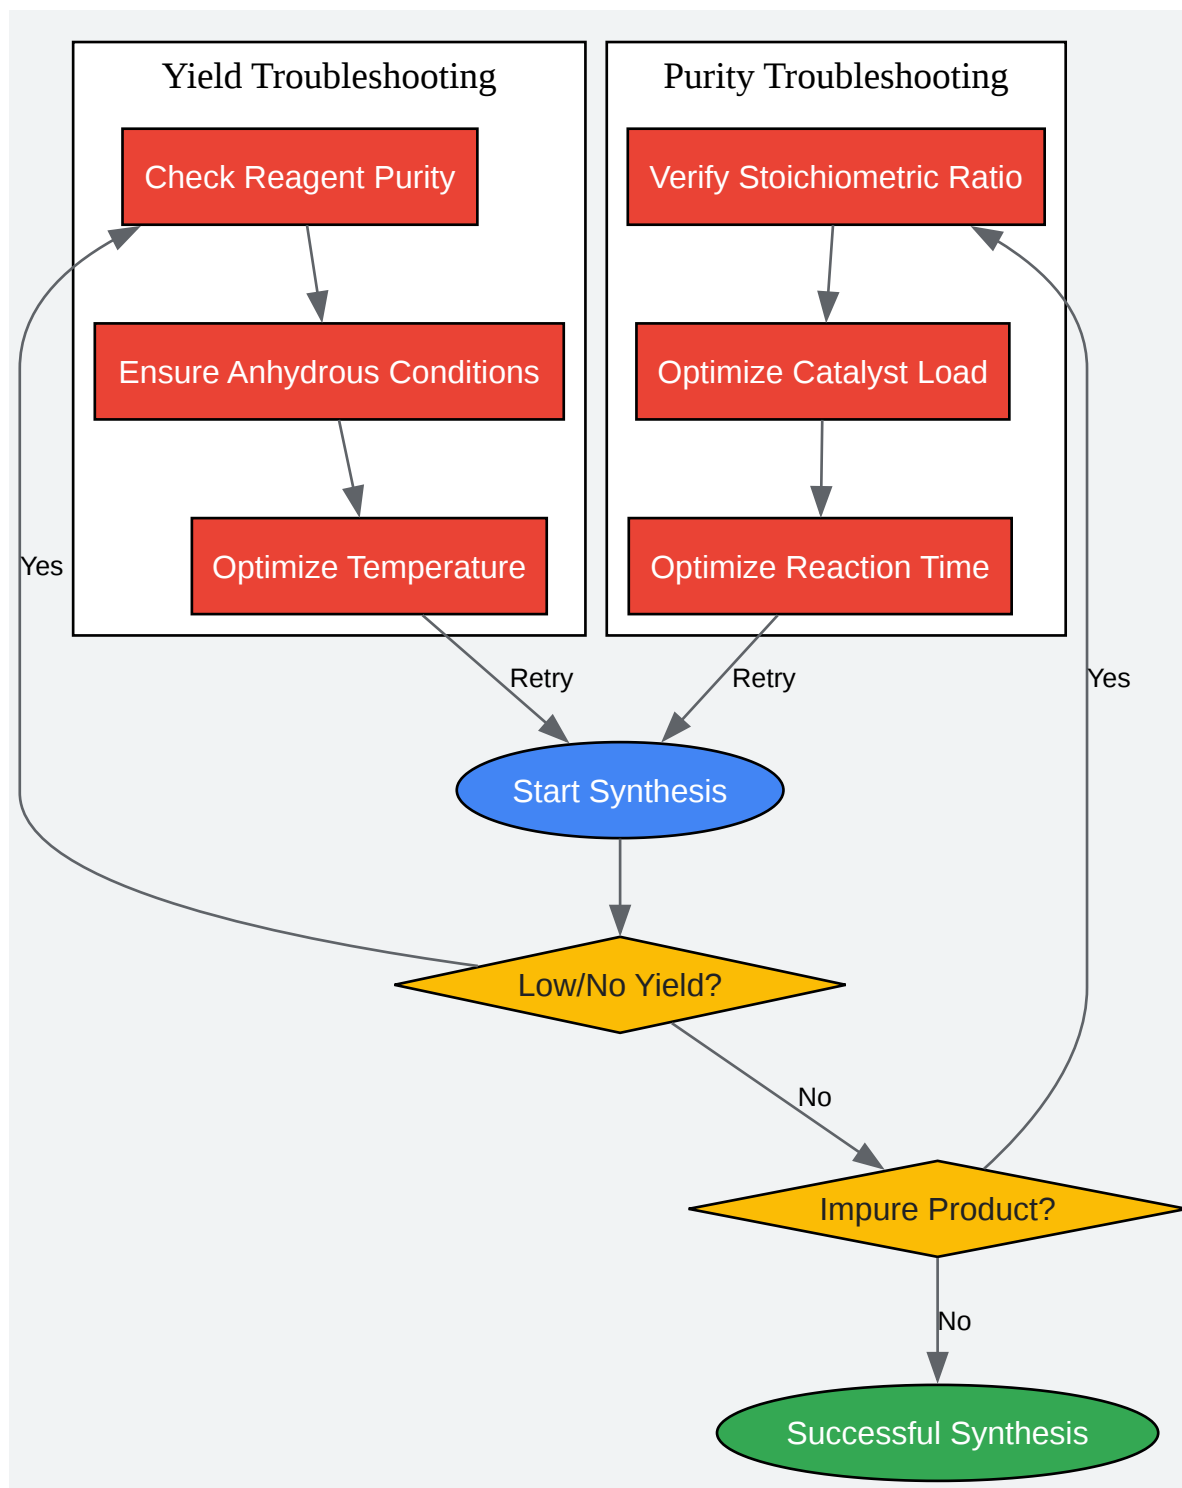 Yield Troubleshooting
Purity Troubleshooting
Check Reagent Purity
Verify Stoichiometric Ratio
Ensure Anhydrous Conditions
Optimize Catalyst Load
Yes
Optimize Temperature
Optimize Reaction Time
Retry
Retry
Yes
Start Synthesis
Low/No Yield?
No
Impure Product?
No
Successful Synthesis